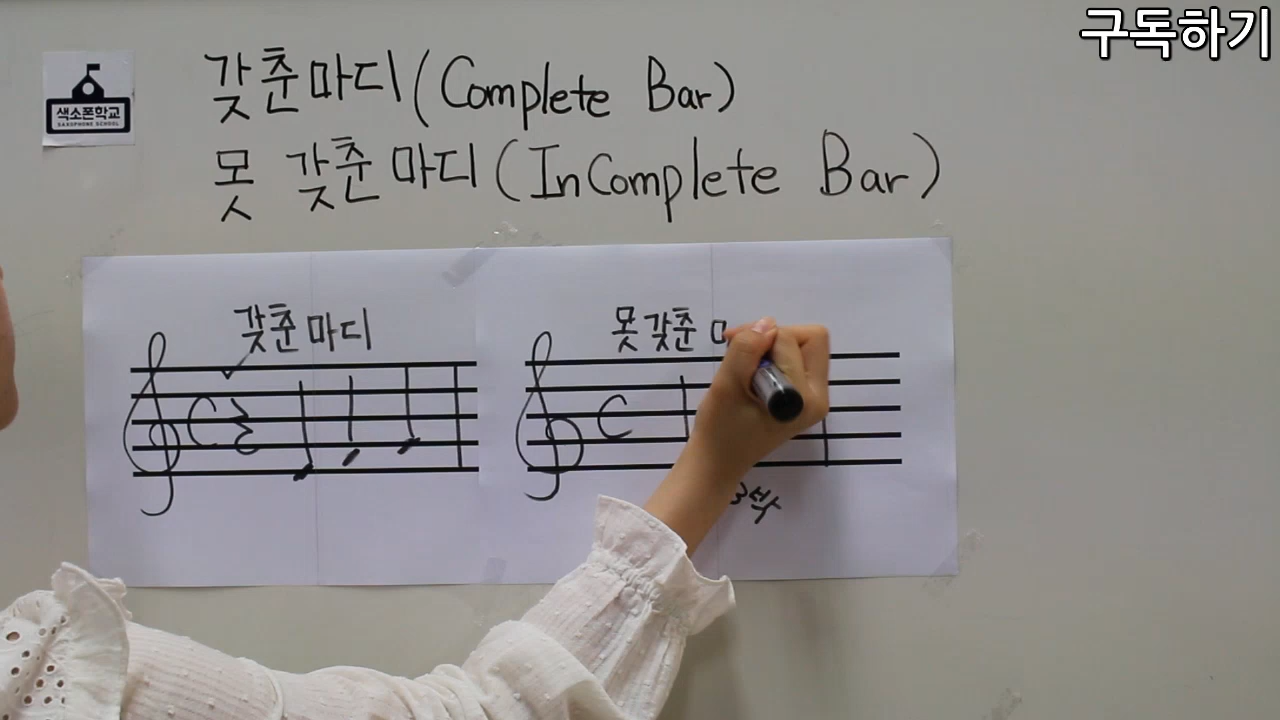 구독하기
갖춘마디(Complete Bar)
못 갖춘마디(InComplete Bar)
색소폰학교
SAXOPHONE SCHOOL
갖춘마디
못갖춘
3박